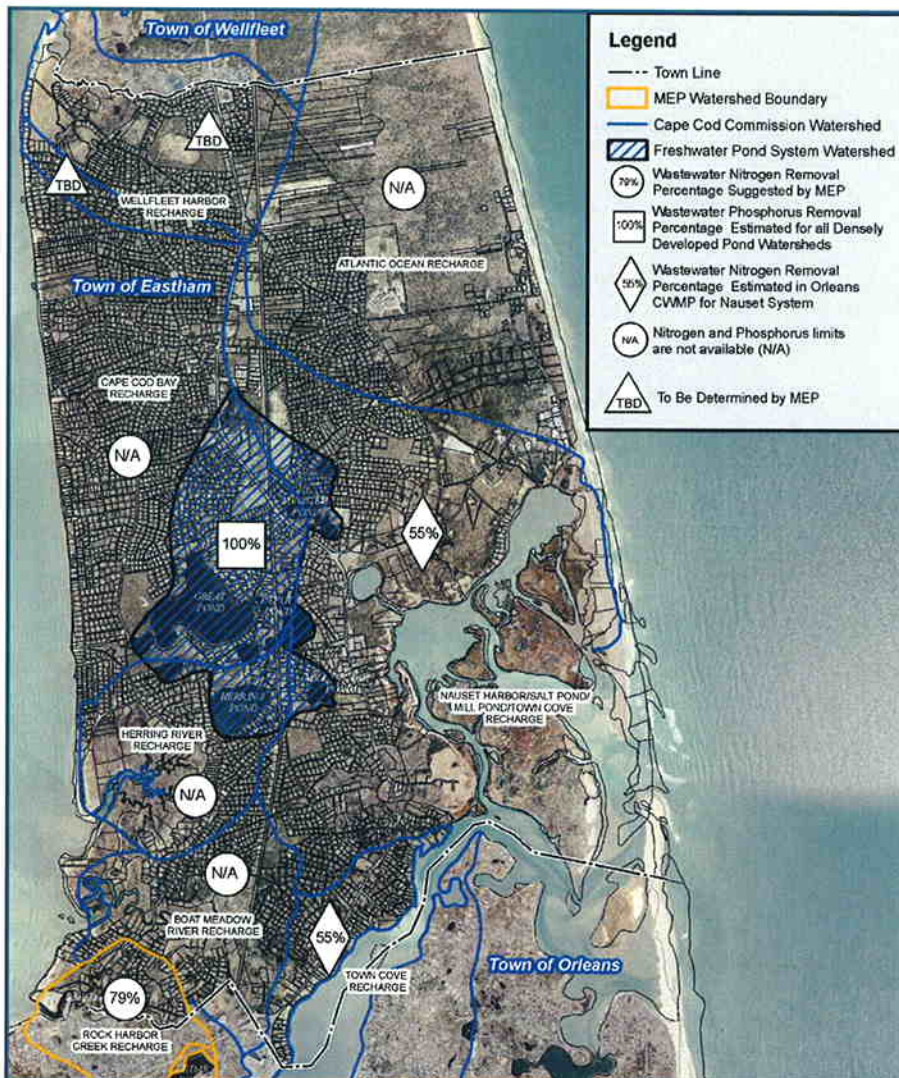 Town of Wellfleet
TBD
TBD
WELLFLEET HARBOR
RECHARGE
N/A
ATLANTIC OCEAN RECHARGE
Town of Eastham
CAPE COD BAY
RECHARGE
N/A
100%
55%
GREAT
POND
HERRING
POND
NAUSET HARBOR/SALT POND/
MILL POND/TOWN COVE
RECHARGE
HERRING RIVER
RECHARGE
N/A
N/A
BOAT MEADOW
RIVER RECHARGE
55%
TOWN COVE
RECHARGE
Town of Orleans
79%
ROCK HARBOR
CREEK RECHARGE
Legend
Town Line
MEP Watershed Boundary
Cape Cod Commission Watershed
Freshwater Pond System Watershed
79%
Wastewater Nitrogen Removal
Percentage Suggested by MEP
100%
Wastewater Phosphorus Removal
Percentage Estimated for all Densely
Developed Pond Watersheds
55%
Wastewater Nitrogen Removal
Percentage Estimated in Orleans
CWMP for Nauset System
N/A
Nitrogen and Phosphorus limits
are not available (N/A)
TBD
To Be Determined by MEP